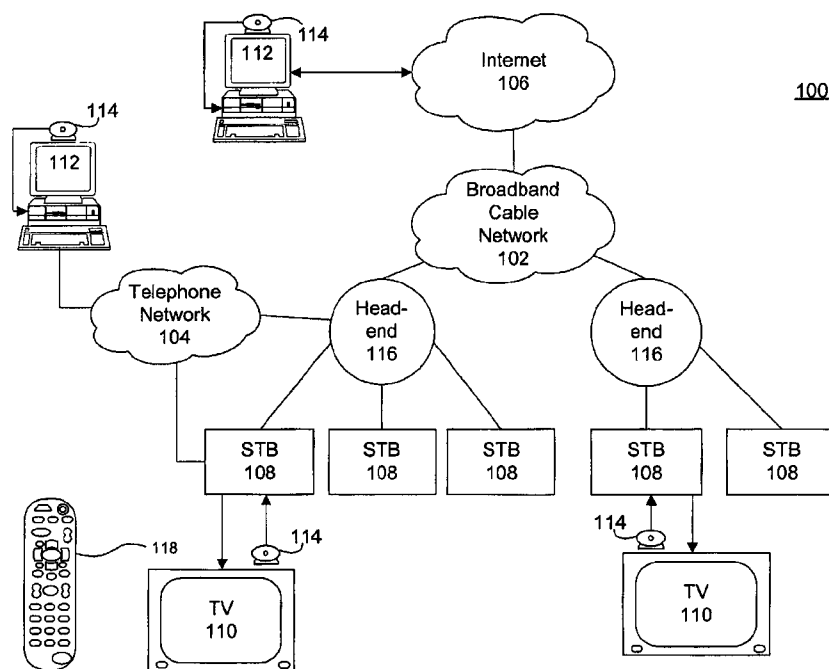 114
112
Internet
106
100
114
112
Broadband
Cable
Network
102
Telephone
Network
104
Head-
end
116
Head-
end
116
STB
108
STB
108
STB
108
STB
108
STB
108
118
114
TV
110
114
TV
110